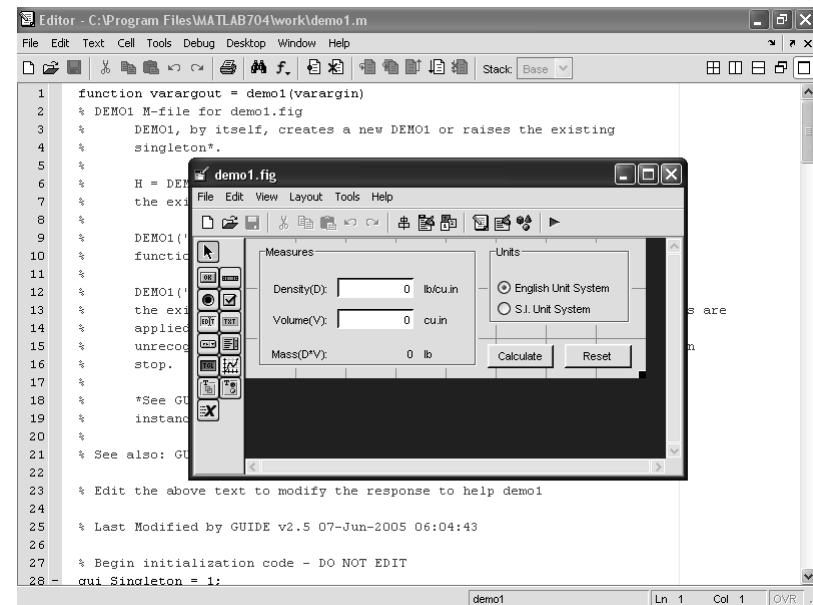 Editor - C:\Program Files\MATLAB704\work\demo1.m
File Edit Text Cell Tools Debug Desktop Window Help
Stack: Base
1 function varargout = demo1(varargin)
2 % DEMO1 M-file for demo1.fig
3 % DEMO1, by itself, creates a new DEMO1 or raises the existing
4 % singleton*.
5 %
6 % H = DEM
7 % the exi
8 %
9 % DEMO1('
10 % functio
11 %
12 % DEMO1('
13 % the exi s are
14 % applied
15 % unrecog n
16 % stop.
17 %
18 % *See GU
19 % instanc
20 %
21 % See also: GU
22
23 % Edit the above text to modify the response to help demo1
24
25 % Last Modified by GUIDE v2.5 07-Jun-2005 06:04:43
26
27 % Begin initialization code - DO NOT EDIT
28 - gui_Singleton = 1;
demo1.fig
File Edit View Layout Tools Help
OK
EDIT TXT
TGL
Measures
Density(D): 0 lb/cu.in
Volume(V): 0 cu.in
Mass(D*V): 0 lb
Units
English Unit System
S.I. Unit System
Calculate Reset
demo1 Ln 1 Col 1 OVR